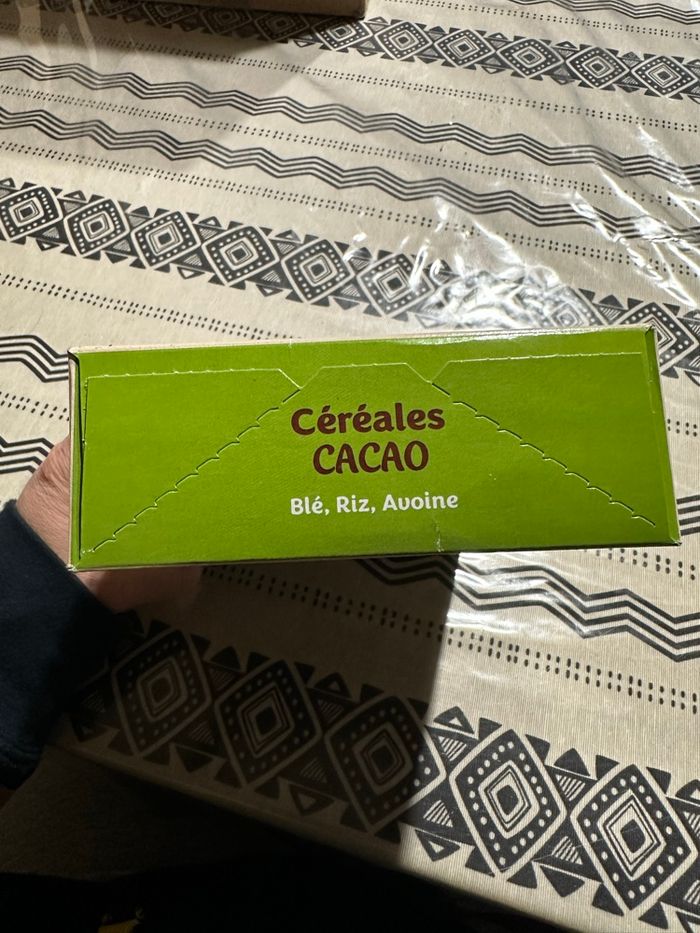 Céréales
CACAO
Blé, Riz, Avoine